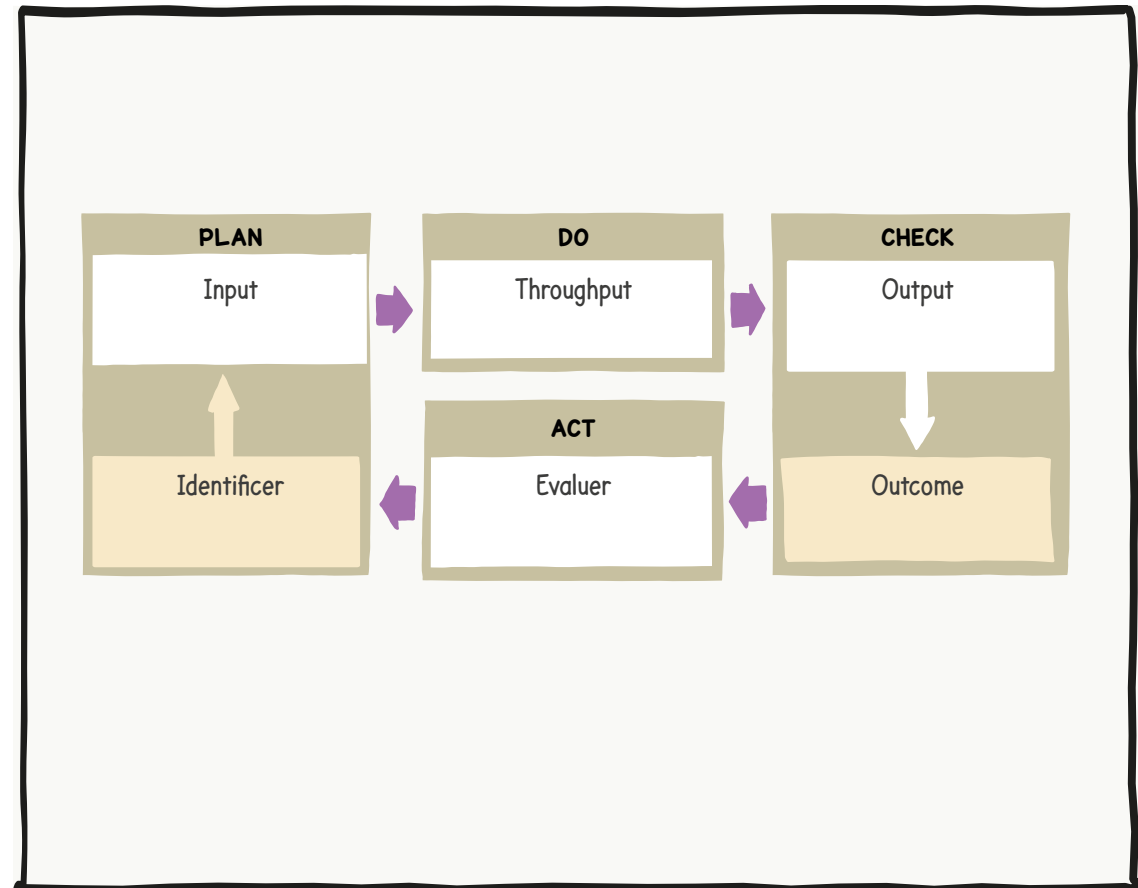 PLAN
Input
DO
Throughput
CHECK
Output
ACT
Evaluer
Identificer
Outcome